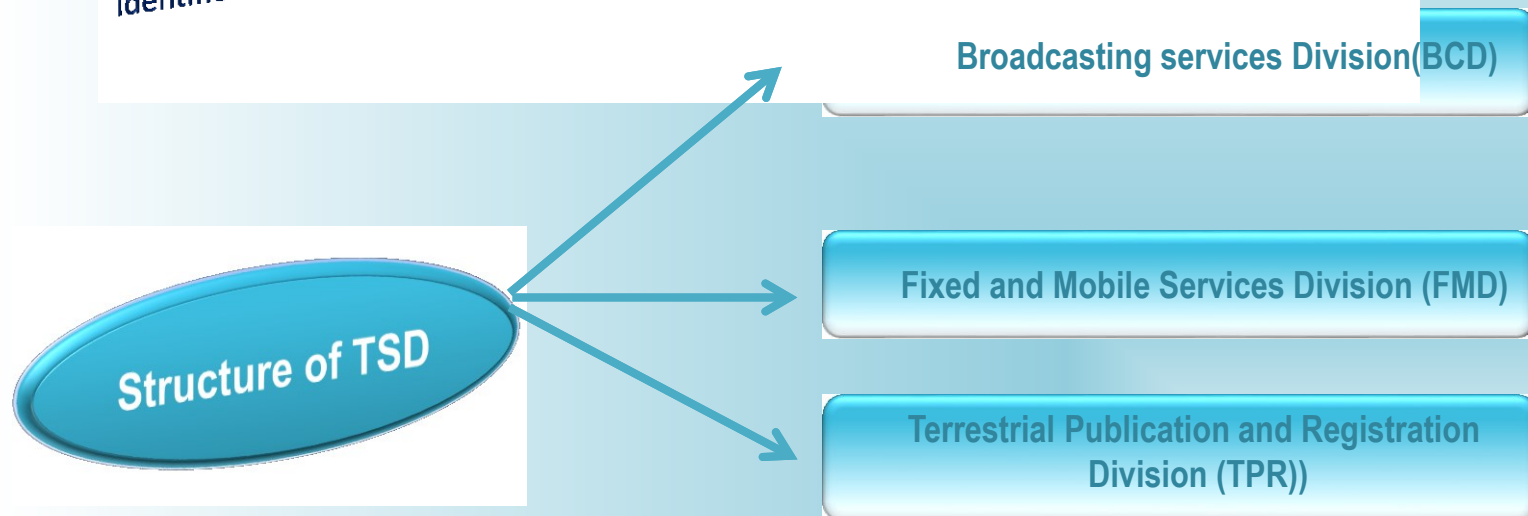 Broadcasting services Division(BCD)
Fixed and Mobile Services Division (FMD)
Structure of TSD
Terrestrial Publication and Registration
Division (TPR))